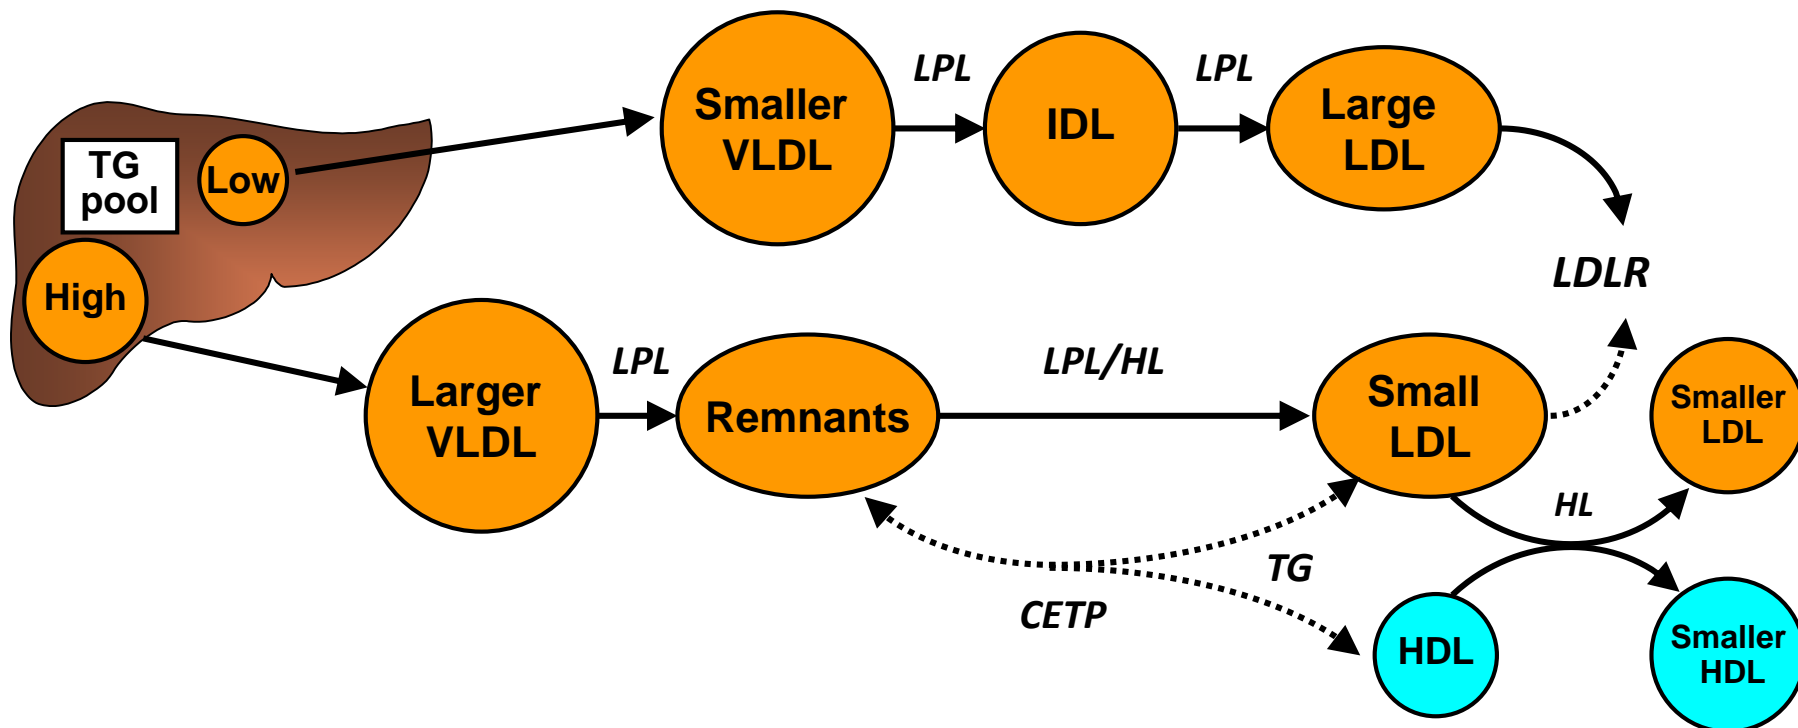 TG
pool
Low
High
Smaller
VLDL
LPL
IDL
LPL
Large
LDL
LDLR
Larger
VLDL
LPL
Remnants
LPL/HL
Small
LDL
Smaller
LDL
HL
TG
CETP
HDL
Smaller
HDL